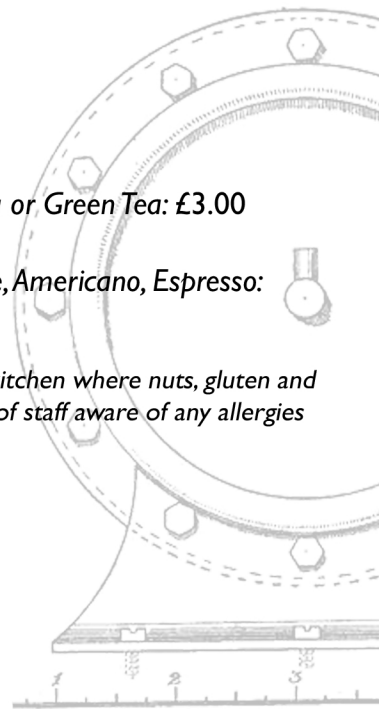 or Green Tea: £3.00
, Americano, Espresso:
itchen where nuts, gluten and
of staff aware of any allergies
1 2 3